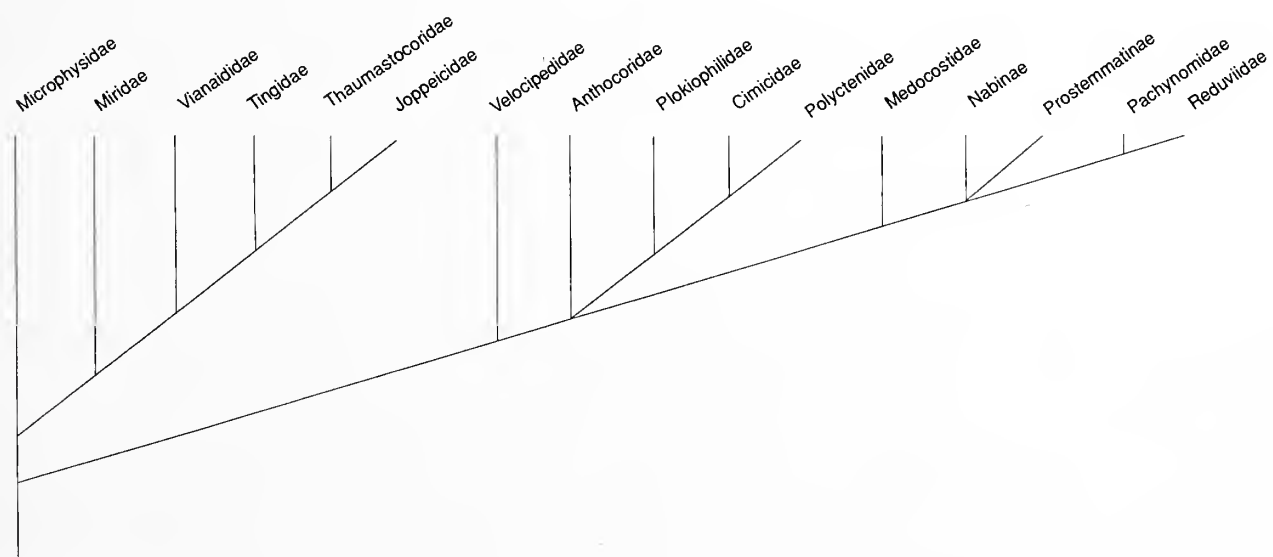 Microphysidae
Miridae
Vianaididae
Tingidae
Thaumastocoridae
Joppeicidae
Velocipedidae
Anthocoridae
Plokiophilidae
Cimicidae
Polyctenidae
Medocostidae
Nabinae
Prostemmatinae
Pachynomidae
Reduviidae